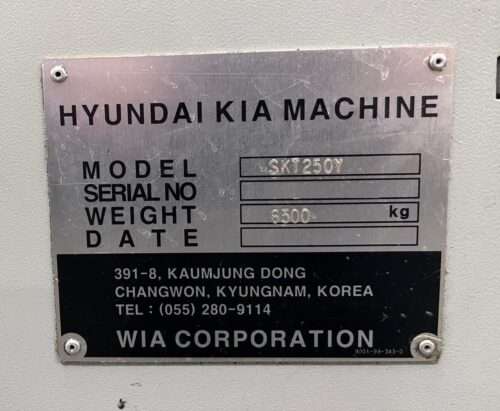 HYUNDAI KIA MACHINE
MODEL SKT250Y
SERIAL NO
WEIGHT 6300 kg
DATE
391-8, KAUMJUNG DONG
CHANGWON, KYUNGNAM, KOREA
TEL : (055) 280-9114
WIA CORPORATION